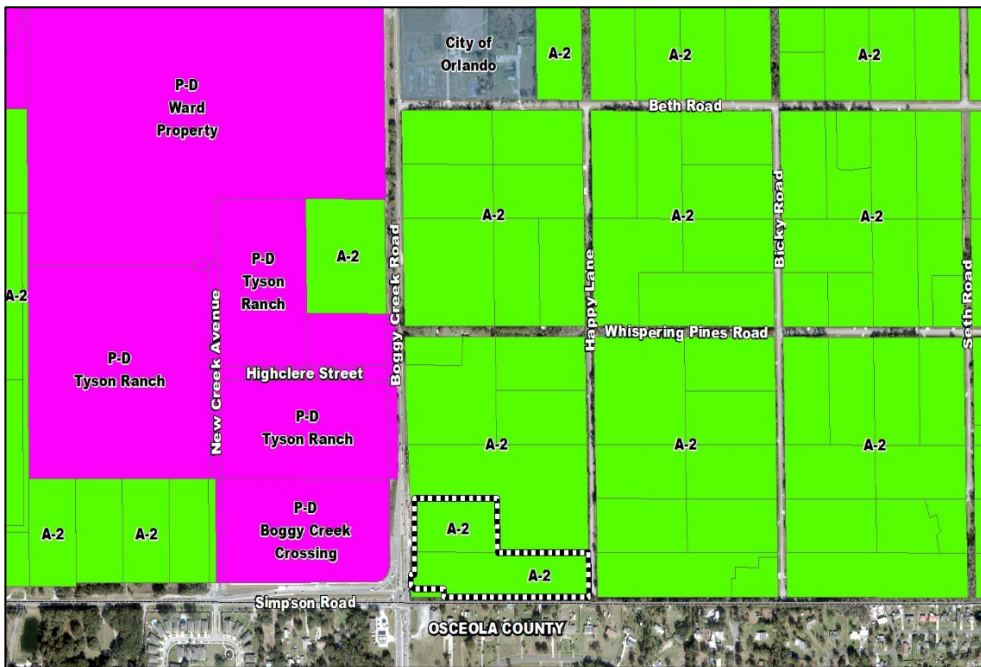 City of
Orlando
A-2
A-2
A-2
P-D
Ward
Property
Beth Road
A-2
A-2
A-2
A-2
P-D
Tyson
Ranch
A-2
New Creek Avenue
Boggy Creek Road
Happy Lane
Bicky Road
Seth Road
Whispering Pines Road
P-D
Tyson Ranch
Highclere Street
P-D
Tyson Ranch
A-2
A-2
A-2
P-D
Boggy Creek
Crossing
A-2
A-2
A-2
A-2
A-2
Simpson Road
OSCEOLA COUNTY